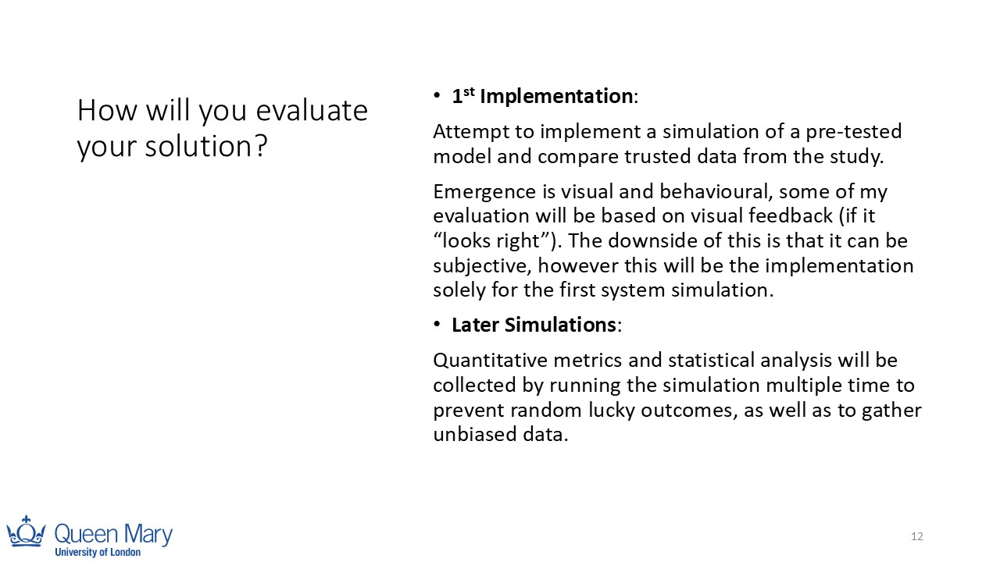 How will you evaluate
your solution?
• 1st Implementation:
Attempt to implement a simulation of a pre-tested
model and compare trusted data from the study.
Emergence is visual and behavioural, some of my
evaluation will be based on visual feedback (if it
“looks right”). The downside of this is that it can be
subjective, however this will be the implementation
solely for the first system simulation.
• Later Simulations:
Quantitative metrics and statistical analysis will be
collected by running the simulation multiple time to
prevent random lucky outcomes, as well as to gather
unbiased data.
Queen Mary
University of London
12